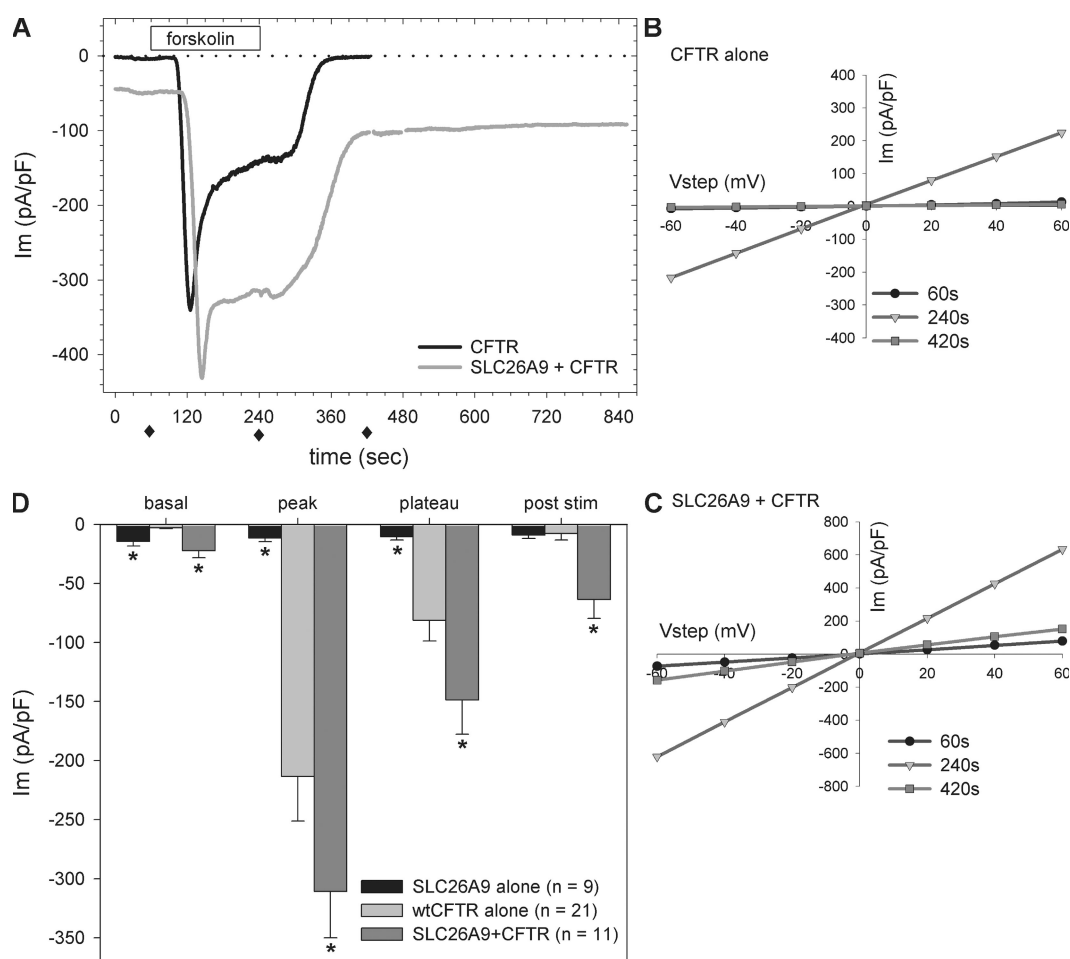 A
forskolin
0
-100
-200
-300
-400
Im (pA/pF)
CFTR
SLC26A9 + CFTR
0 120 240 360 480 600 720 840
time (sec)
B
CFTR alone
Im (pA/pF)
Vstep (mV)
400
300
200
100
0
-100
-200
-300
-400
-60 -40 -20 0 20 40 60
60s
240s
420s
D
basal peak plateau post stim
0
-50
-100
-150
-200
-250
-300
-350
Im (pA/pF)
* * * * * * *
SLC26A9 alone (n = 9)
wtCFTR alone (n = 21)
SLC26A9+CFTR (n = 11)
C
SLC26A9 + CFTR
Im (pA/pF)
Vstep (mV)
800
600
400
200
0
-200
-400
-600
-800
-60 -40 -20 0 20 40 60
60s
240s
420s